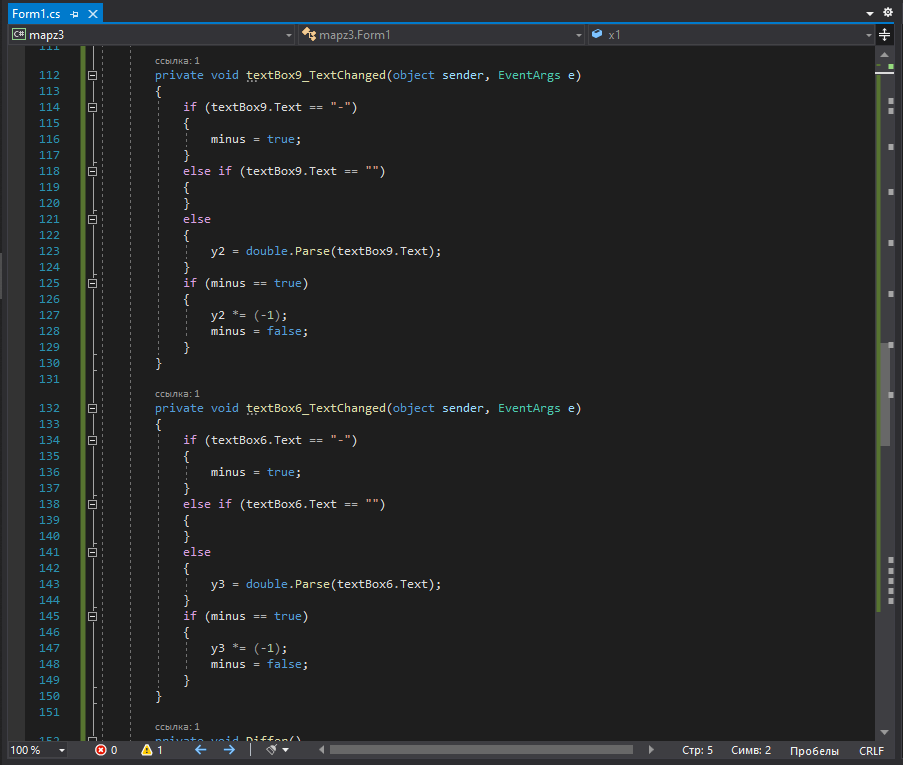 Form1.cs
C# mapz3 mapz3.Form1 x1
111
ссылка: 1
112 private void textBox9_TextChanged(object sender, EventArgs e)
113 {
114 if (textBox9.Text == "-")
115 {
116 minus = true;
117 }
118 else if (textBox9.Text == "")
119 {
120 }
121 else
122 {
123 y2 = double.Parse(textBox9.Text);
124 }
125 if (minus == true)
126 {
127 y2 *= (-1);
128 minus = false;
129 }
130 }
131
ссылка: 1
132 private void textBox6_TextChanged(object sender, EventArgs e)
133 {
134 if (textBox6.Text == "-")
135 {
136 minus = true;
137 }
138 else if (textBox6.Text == "")
139 {
140 }
141 else
142 {
143 y3 = double.Parse(textBox6.Text);
144 }
145 if (minus == true)
146 {
147 y3 *= (-1);
148 minus = false;
149 }
150 }
151
ссылка: 1
152 private void Differ()
100 % 0 1 Стр: 5 Симв: 2 Пробелы CRLF